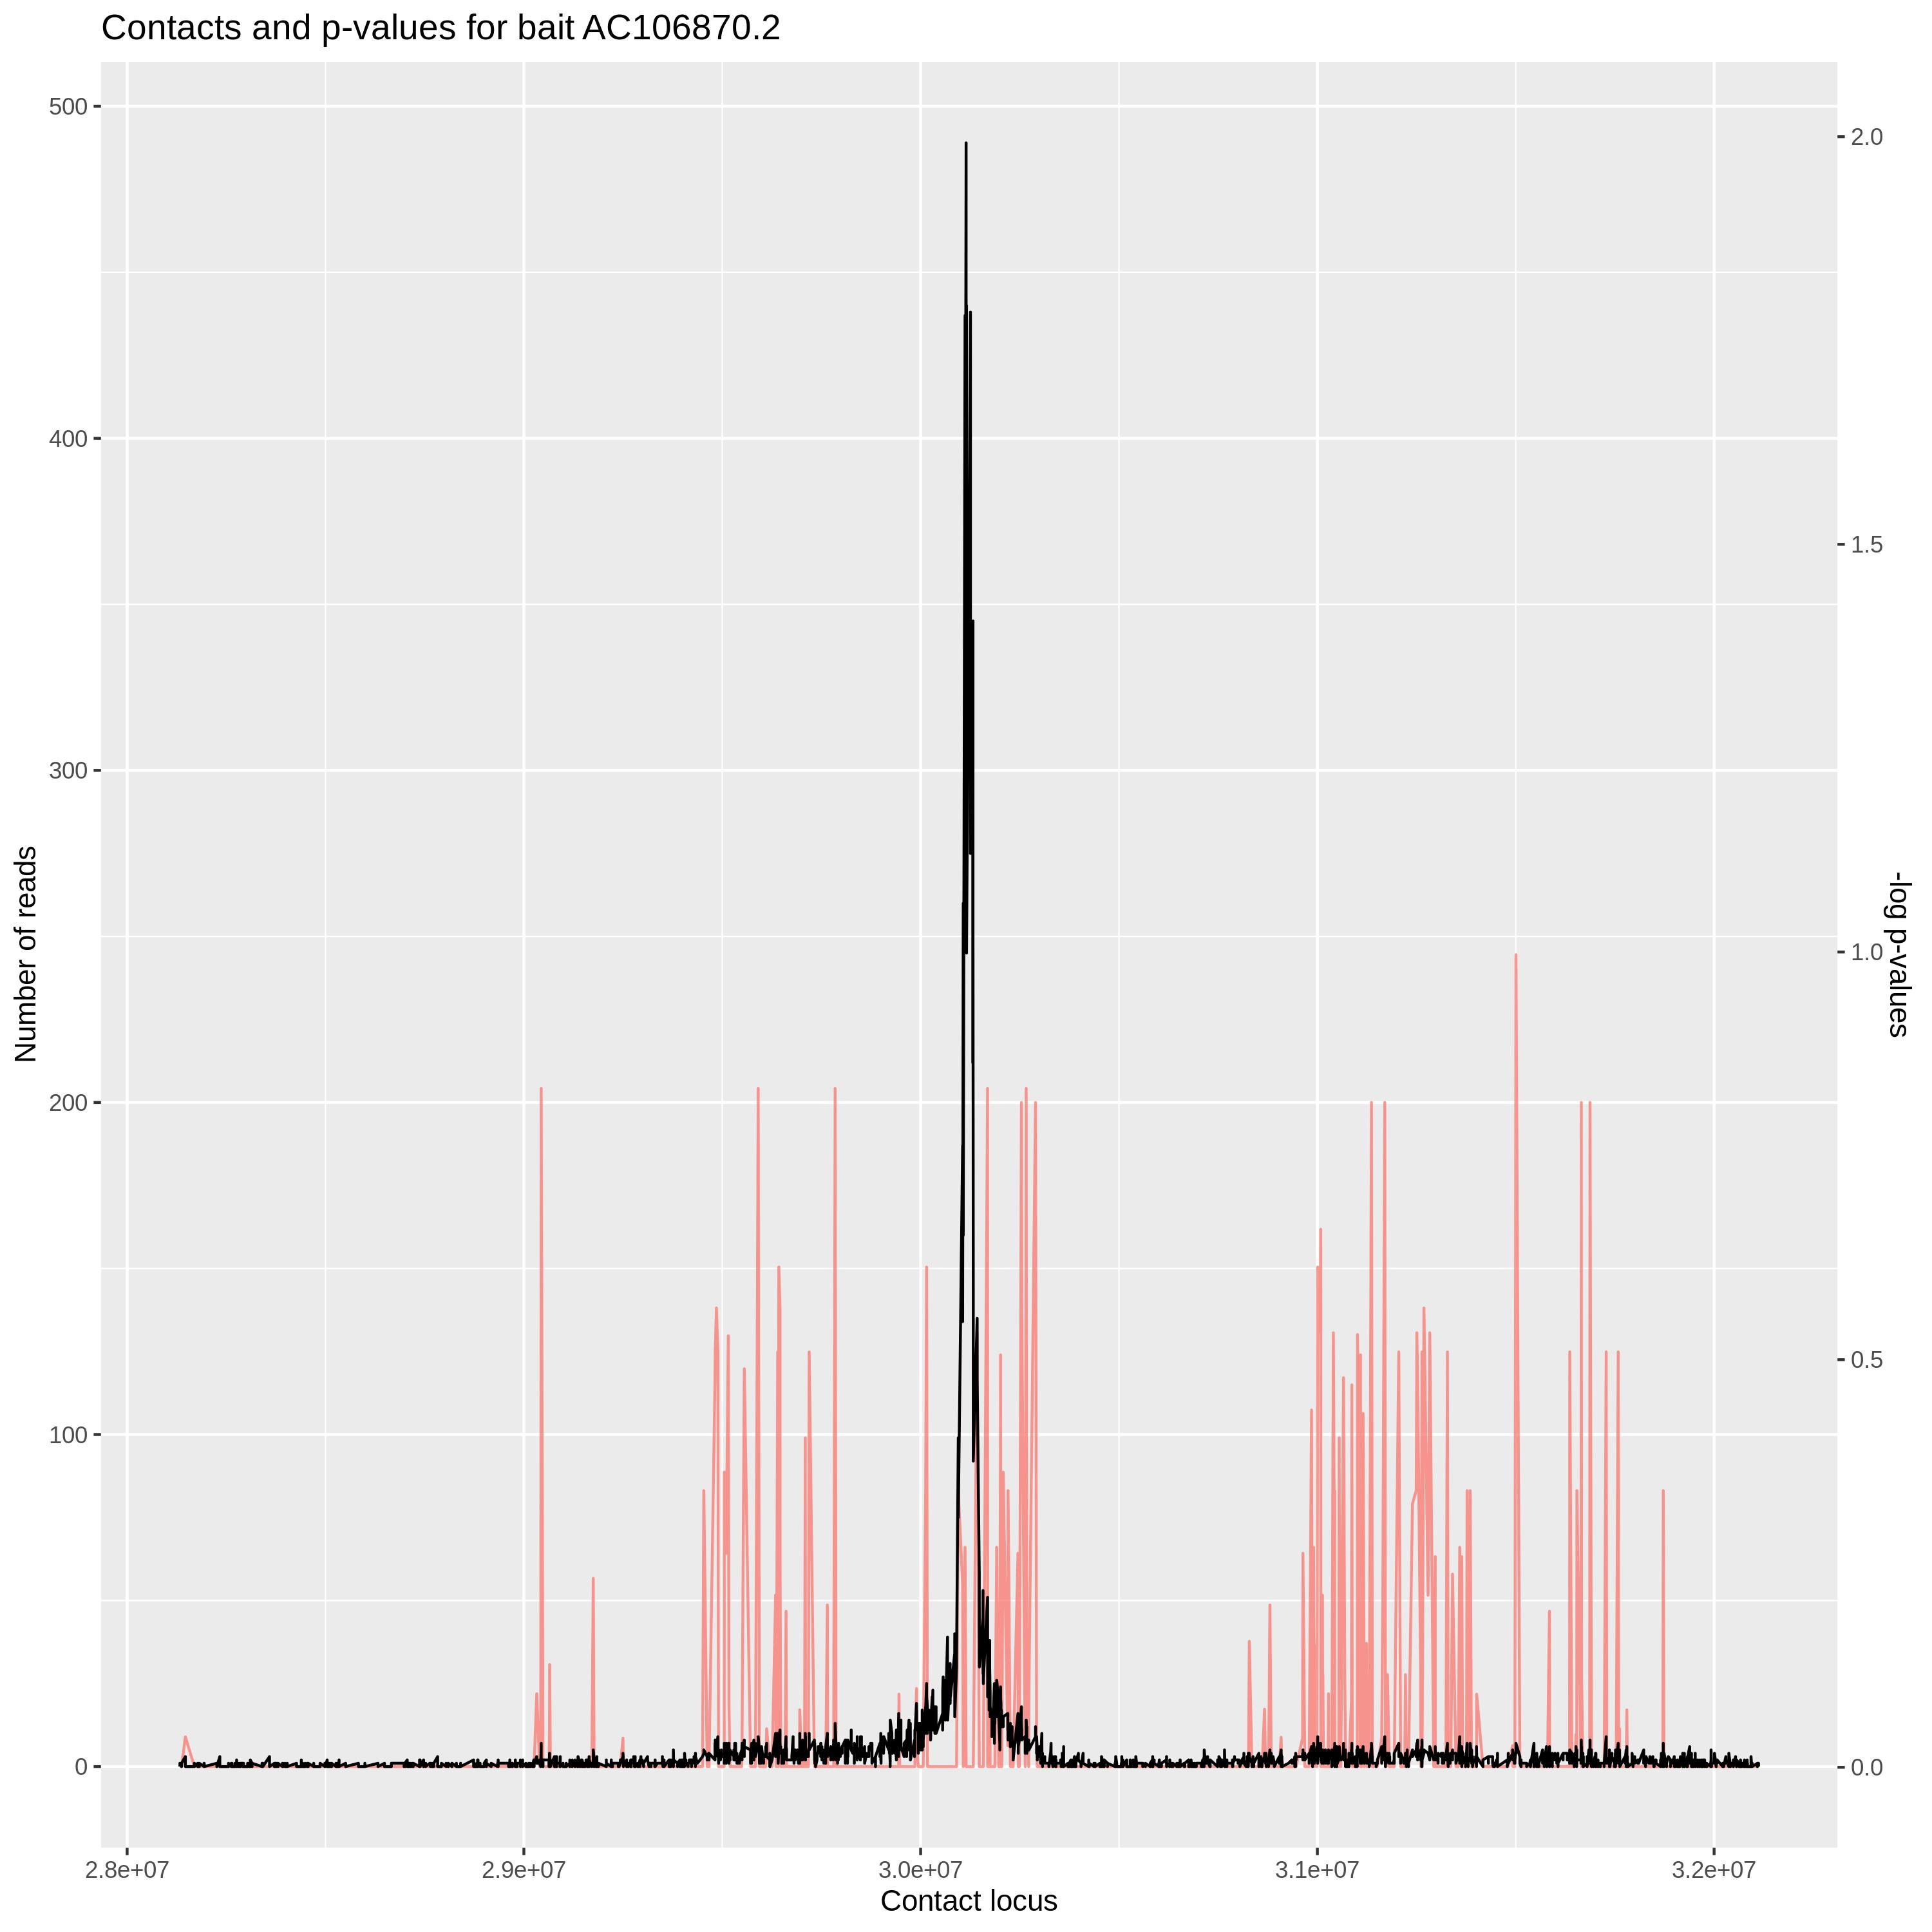 Contacts and p-values for bait AC106870.2
500
400
300
200
100
0
Number of reads
2.0
1.5
1.0
0.5
0.0
-log p-values
2.8e+07 2.9e+07 3.0e+07 3.1e+07 3.2e+07
Contact locus